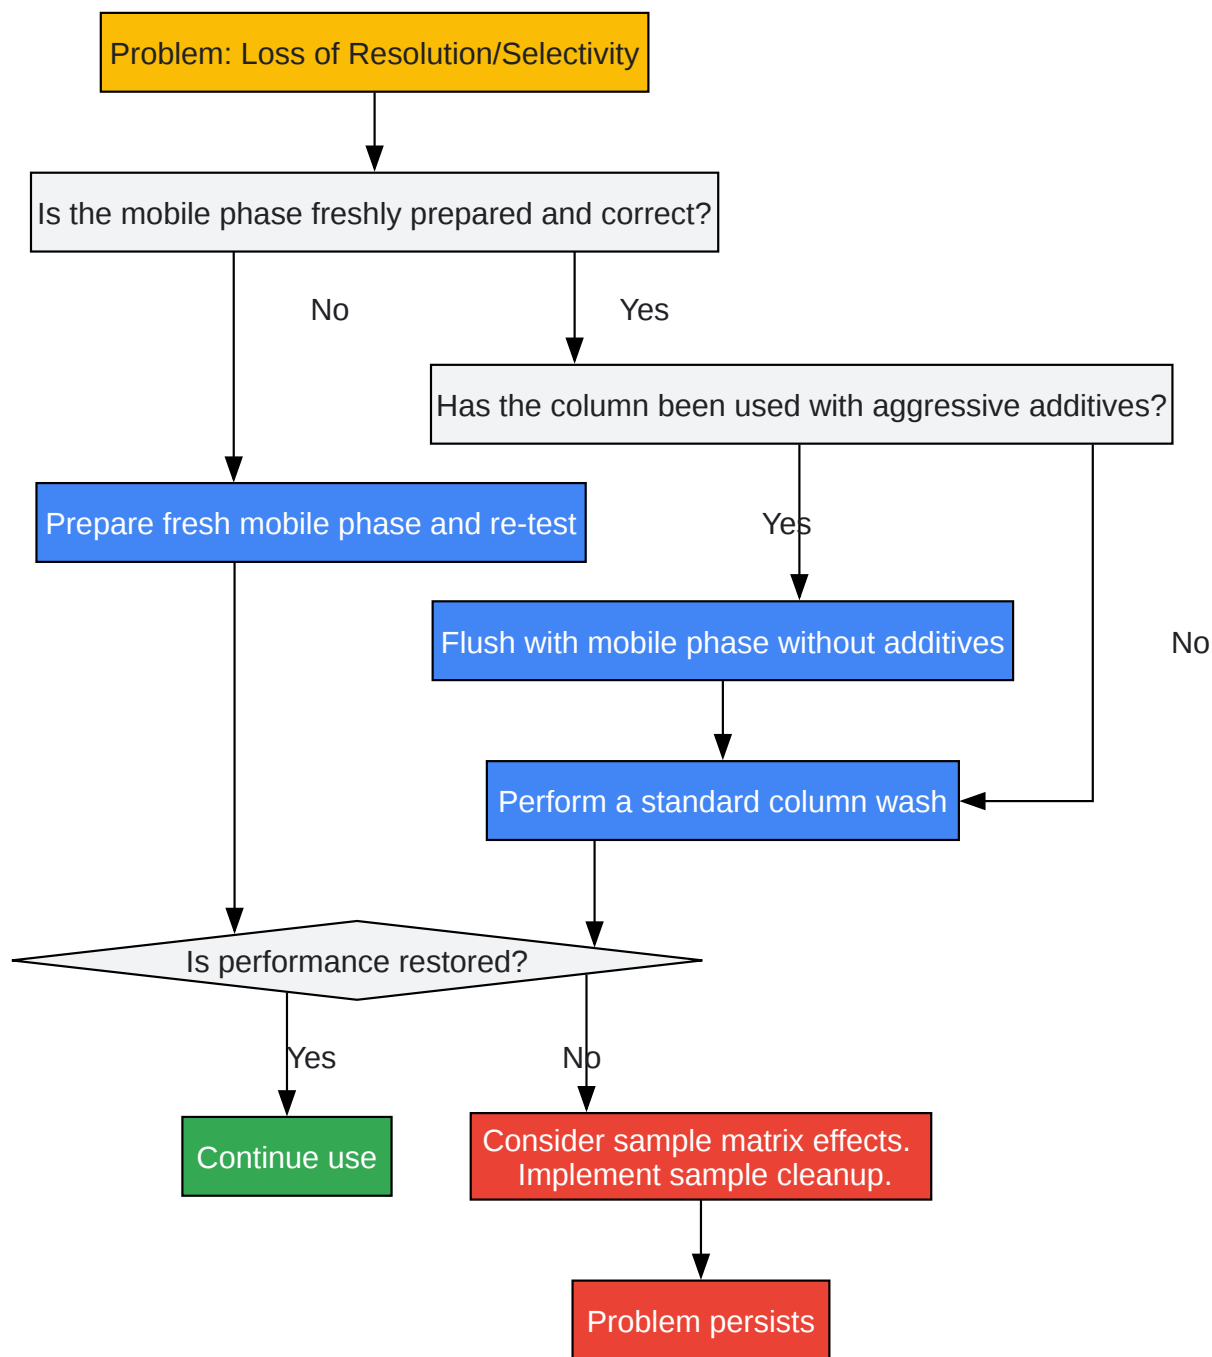 Problem: Loss of Resolution/Selectivity
Is the mobile phase freshly prepared and correct?
No
Yes
Has the column been used with aggressive additives?
Prepare fresh mobile phase and re-test
Yes
Flush with mobile phase without additives
No
Perform a standard column wash
Is performance restored?
Yes
No
Continue use
Consider sample matrix effects.
Implement sample cleanup.
Problem persists